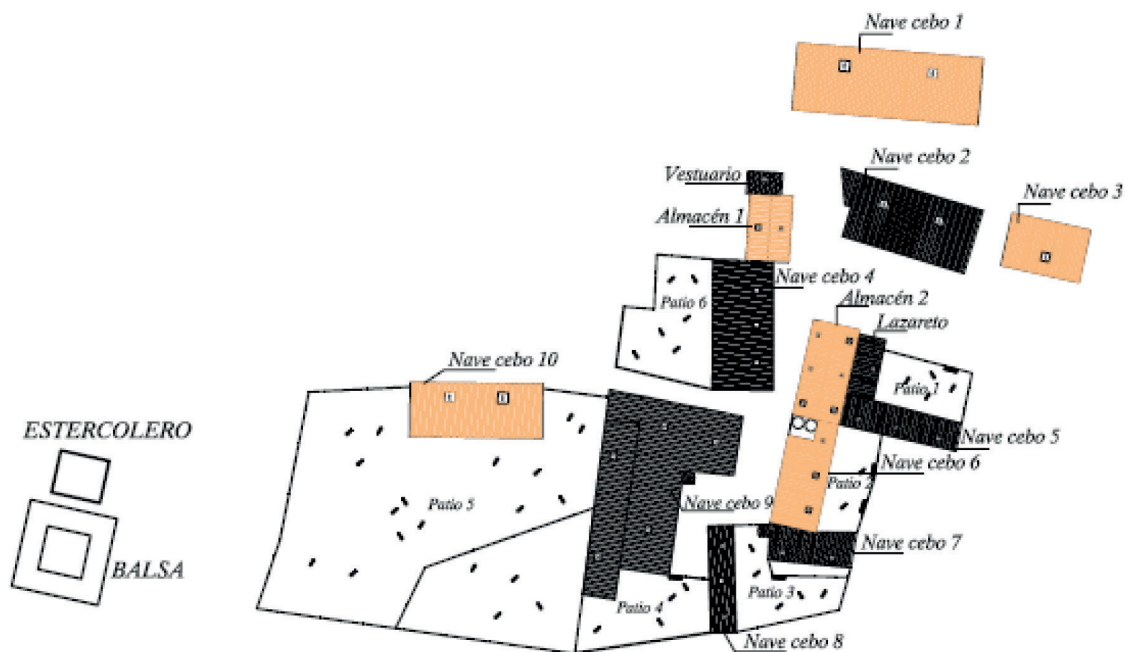 Nave cebo 1
Nave cebo 2
Vestuario
Nave cebo 3
Almacén 1
Nave cebo 4
Almacén 2
Patio 6
Lazareto
Nave cebo 10
Patio 1
ESTERCOLERO
Nave cebo 5
Nave cebo 6
Patio 2
Patio 5
Nave cebo 9
Nave cebo 7
BALSA
Patio 4
Patio 3
Nave cebo 8